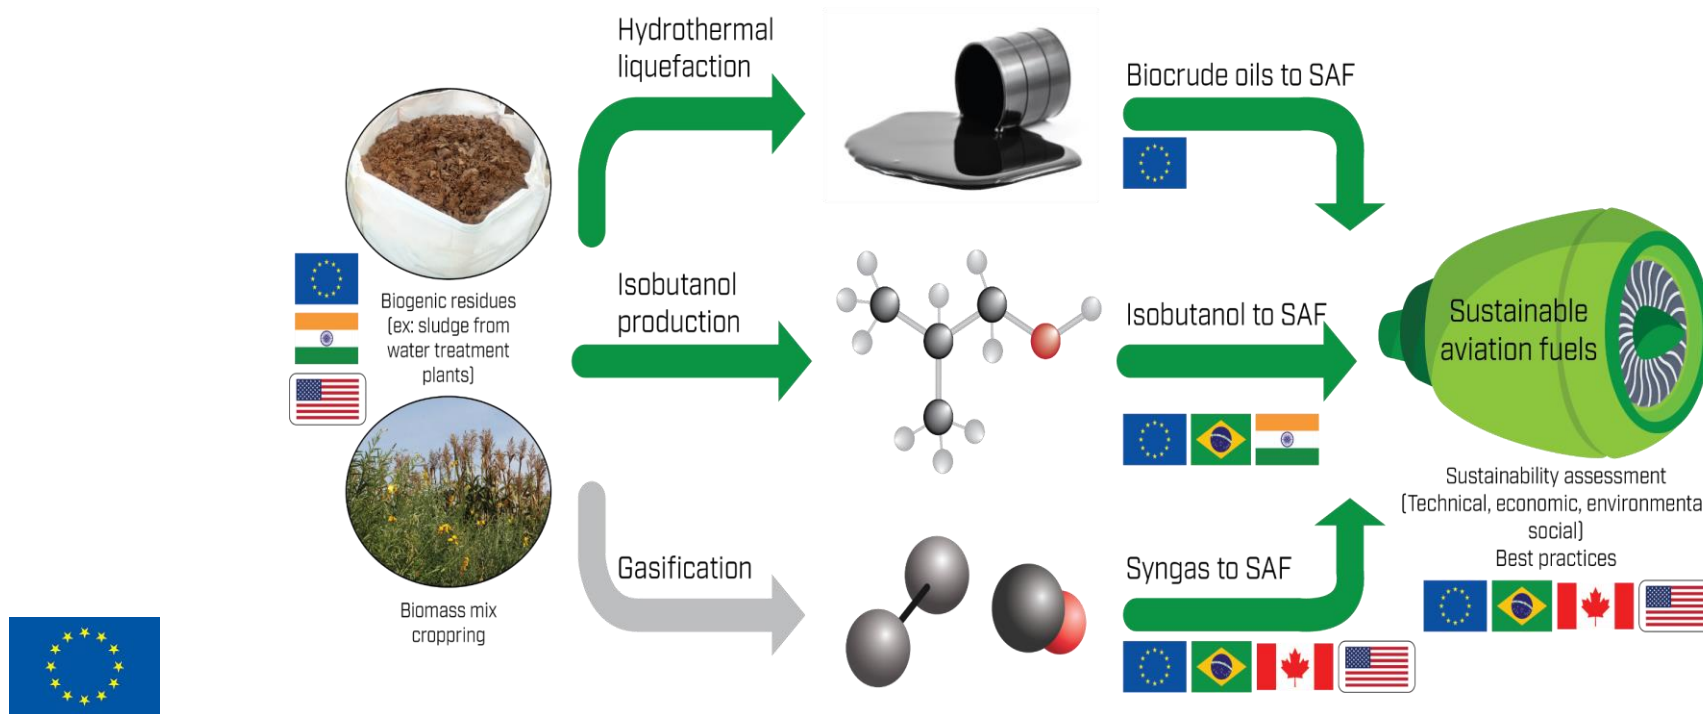 Hydrothermal
liquefaction
Biocrude oils to SAF
Biogenic residues
(ex: sludge from
water treatment
plants)
Isobutanol
production
Isobutanol to SAF
Sustainable
aviation fuels
Biomass mix
croppring
Gasification
Syngas to SAF
Sustainability assessment
(Technical, economic, environmenta
social)
Best practices